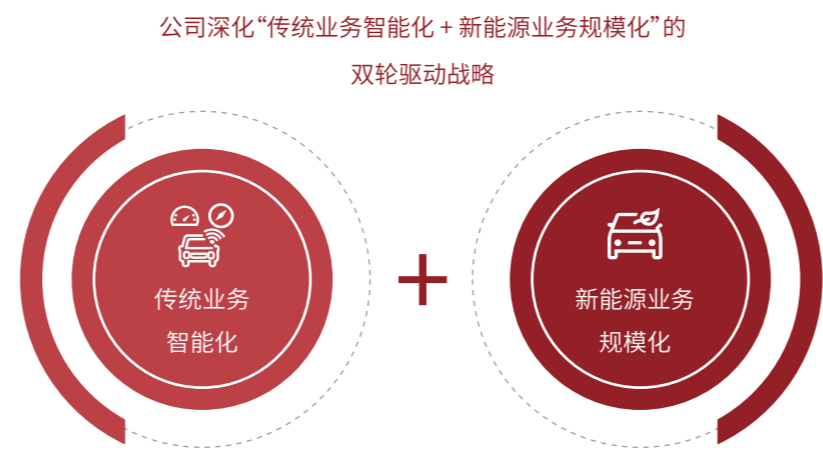 公司深化“传统业务智能化 + 新能源业务规模化”的
双轮驱动战略
传统业务
智能化
新能源业务
规模化